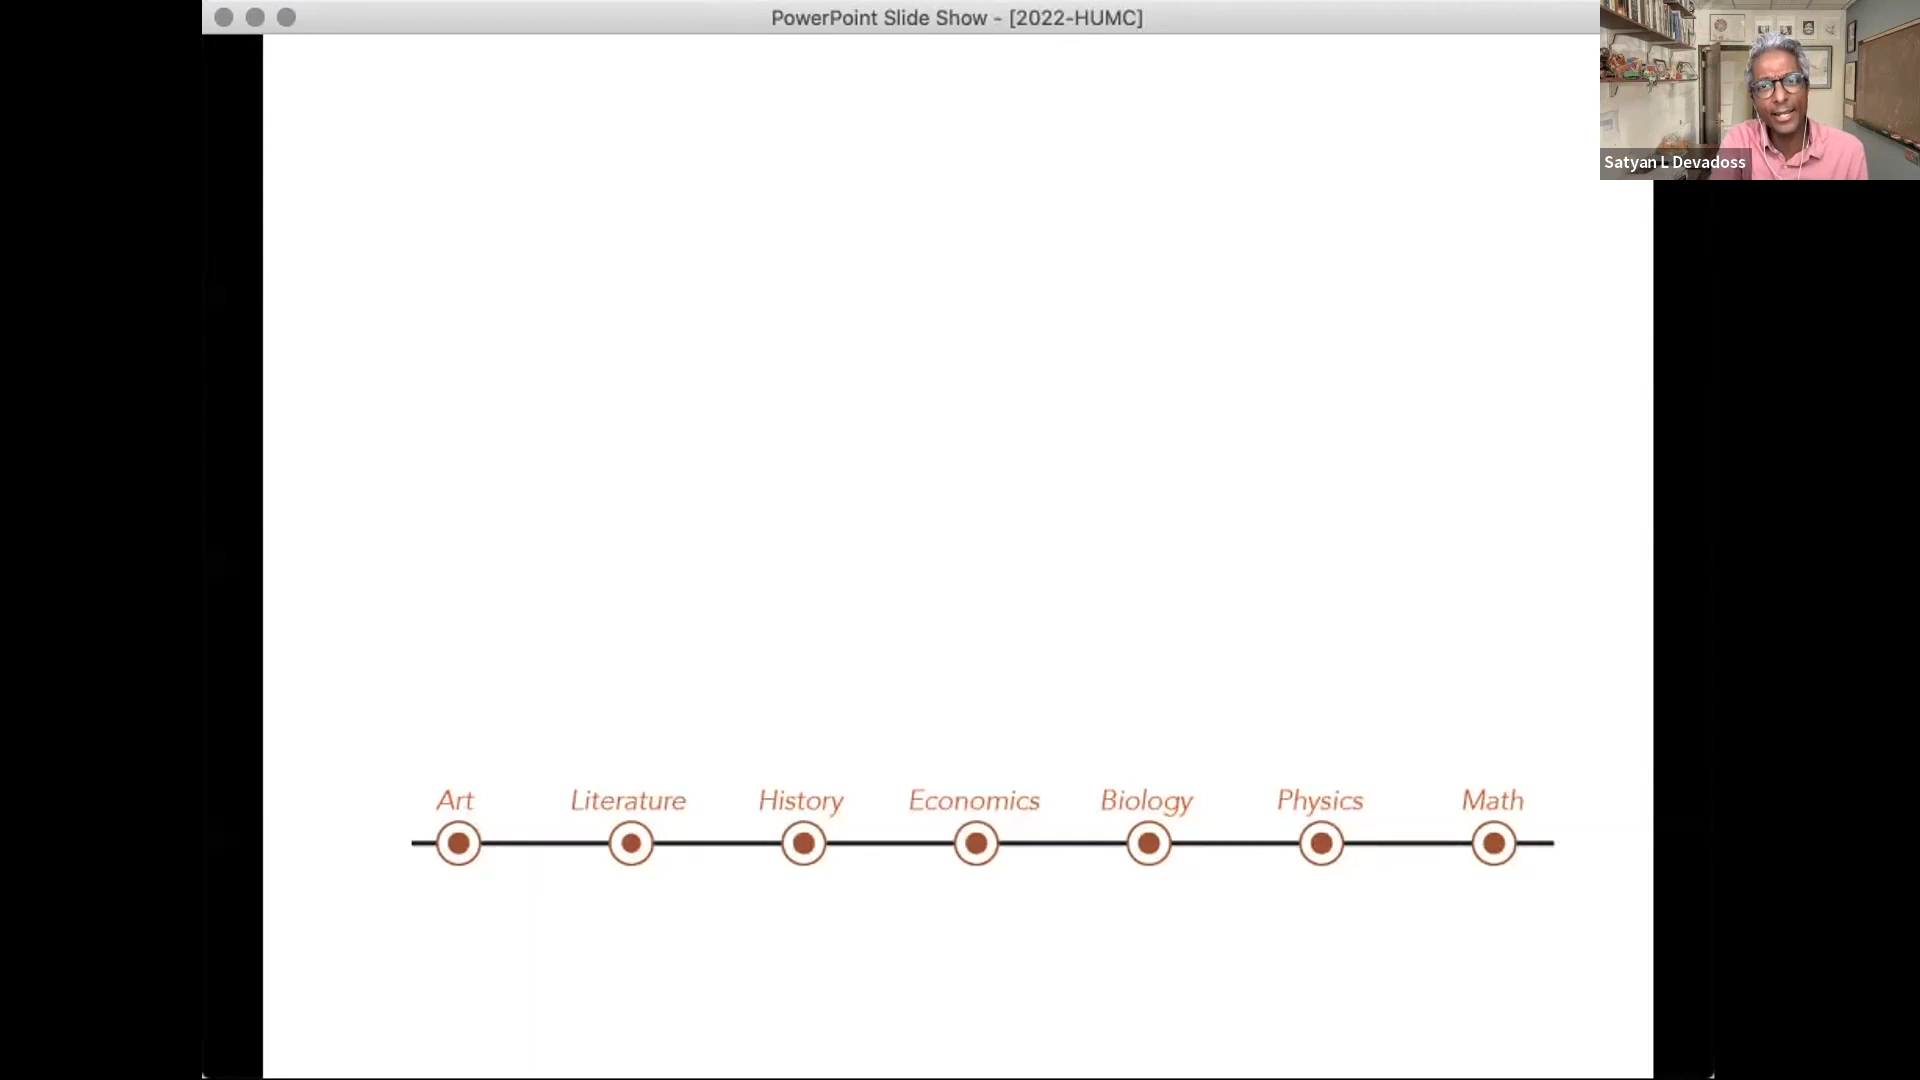 PowerPoint Slide Show - [2022-HUMC]
Satyan L Devadoss
Art Literature History Economics Biology Physics Math